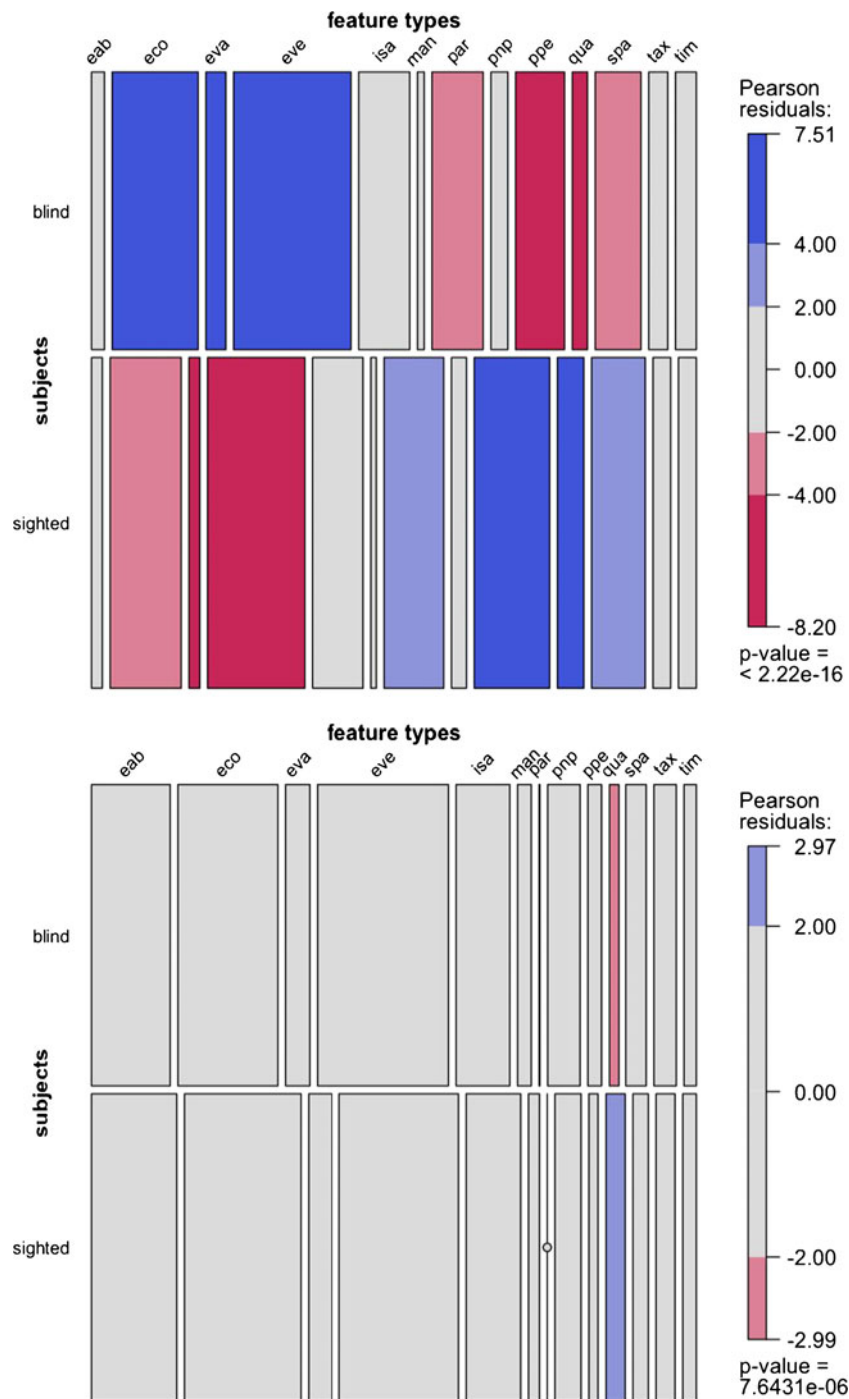 feature types
eab eco eva eve isa man par pnp ppe qua spa tax tim
Pearson
residuals:
7.51
4.00
2.00
0.00
-2.00
-4.00
-8.20
p-value =
< 2.22e-16
blind
subjects
sighted
feature types
eab eco eva eve isa man par pnp ppe qua spa tax tim
Pearson
residuals:
2.97
2.00
0.00
-2.00
-2.99
p-value =
7.6431e-06
blind
subjects
sighted